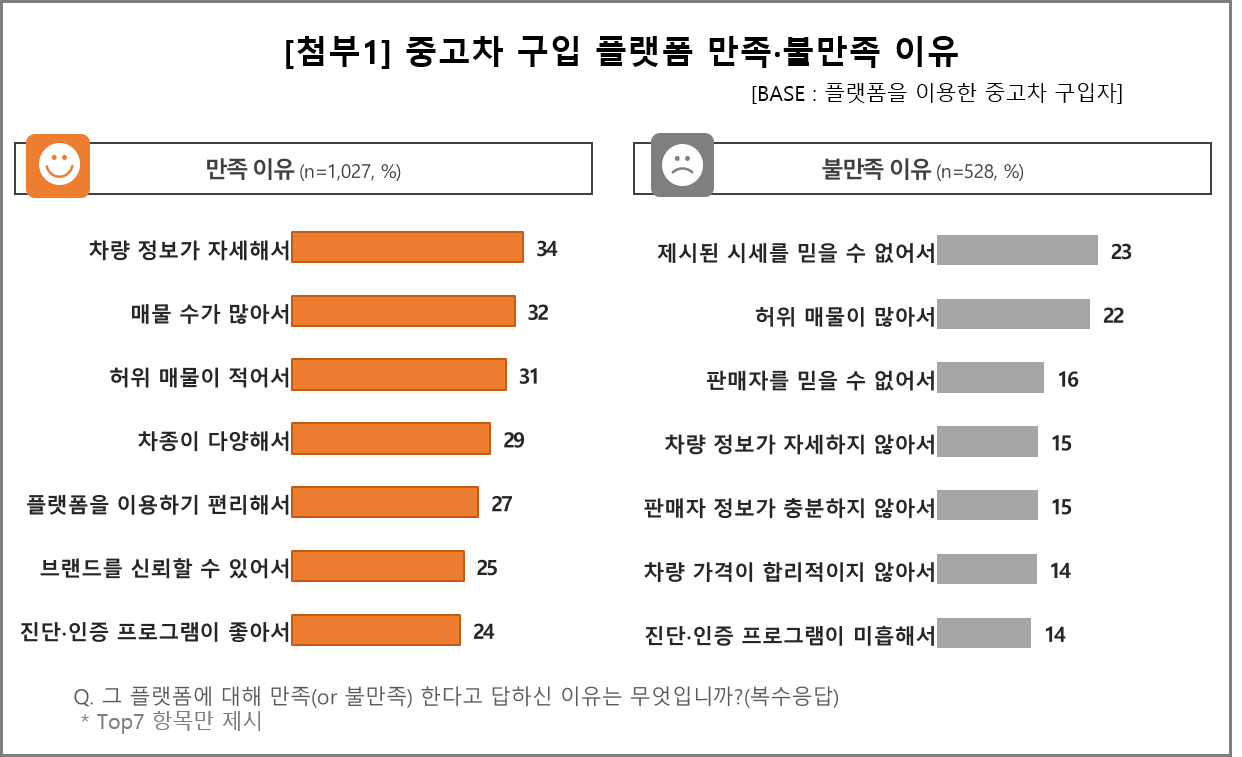 [첨부1] 중고차 구입 플랫폼 만족·불만족 이유
[BASE : 플랫폼을 이용한 중고차 구입자]
만족 이유 (n=1,027, %)
차량 정보가 자세해서 34
매물 수가 많아서 32
허위 매물이 적어서 31
차종이 다양해서 29
플랫폼을 이용하기 편리해서 27
브랜드를 신뢰할 수 있어서 25
진단·인증 프로그램이 좋아서 24
불만족 이유 (n=528, %)
제시된 시세를 믿을 수 없어서 23
허위 매물이 많아서 22
판매자를 믿을 수 없어서 16
차량 정보가 자세하지 않아서 15
판매자 정보가 충분하지 않아서 15
차량 가격이 합리적이지 않아서 14
진단·인증 프로그램이 미흡해서 14
Q. 그 플랫폼에 대해 만족(or 불만족) 한다고 답하신 이유는 무엇입니까?(복수응답)
* Top7 항목만 제시